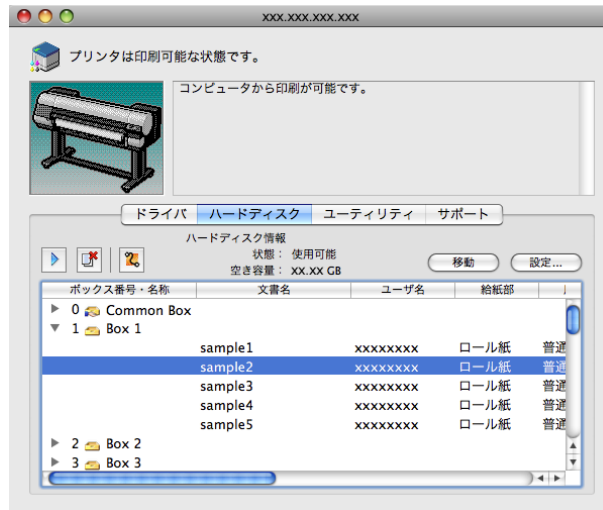 xxx.xxx.xxx.xxx
プリンタは印刷可能な状態です。
コンピュータから印刷が可能です。
ドライバ ハードディスク ユーティリティ サポート
ハードディスク情報
状態： 使用可能
空き容量： XX.XX GB
移動 設定...
ボックス番号・名称 文書名 ユーザ名 給紙部
0 Common Box
1 Box 1
sample1 xxxxxxxx ロール紙 普通
sample2 xxxxxxxx ロール紙 普通
sample3 xxxxxxxx ロール紙 普通
sample4 xxxxxxxx ロール紙 普通
sample5 xxxxxxxx ロール紙 普通
2 Box 2
3 Box 3